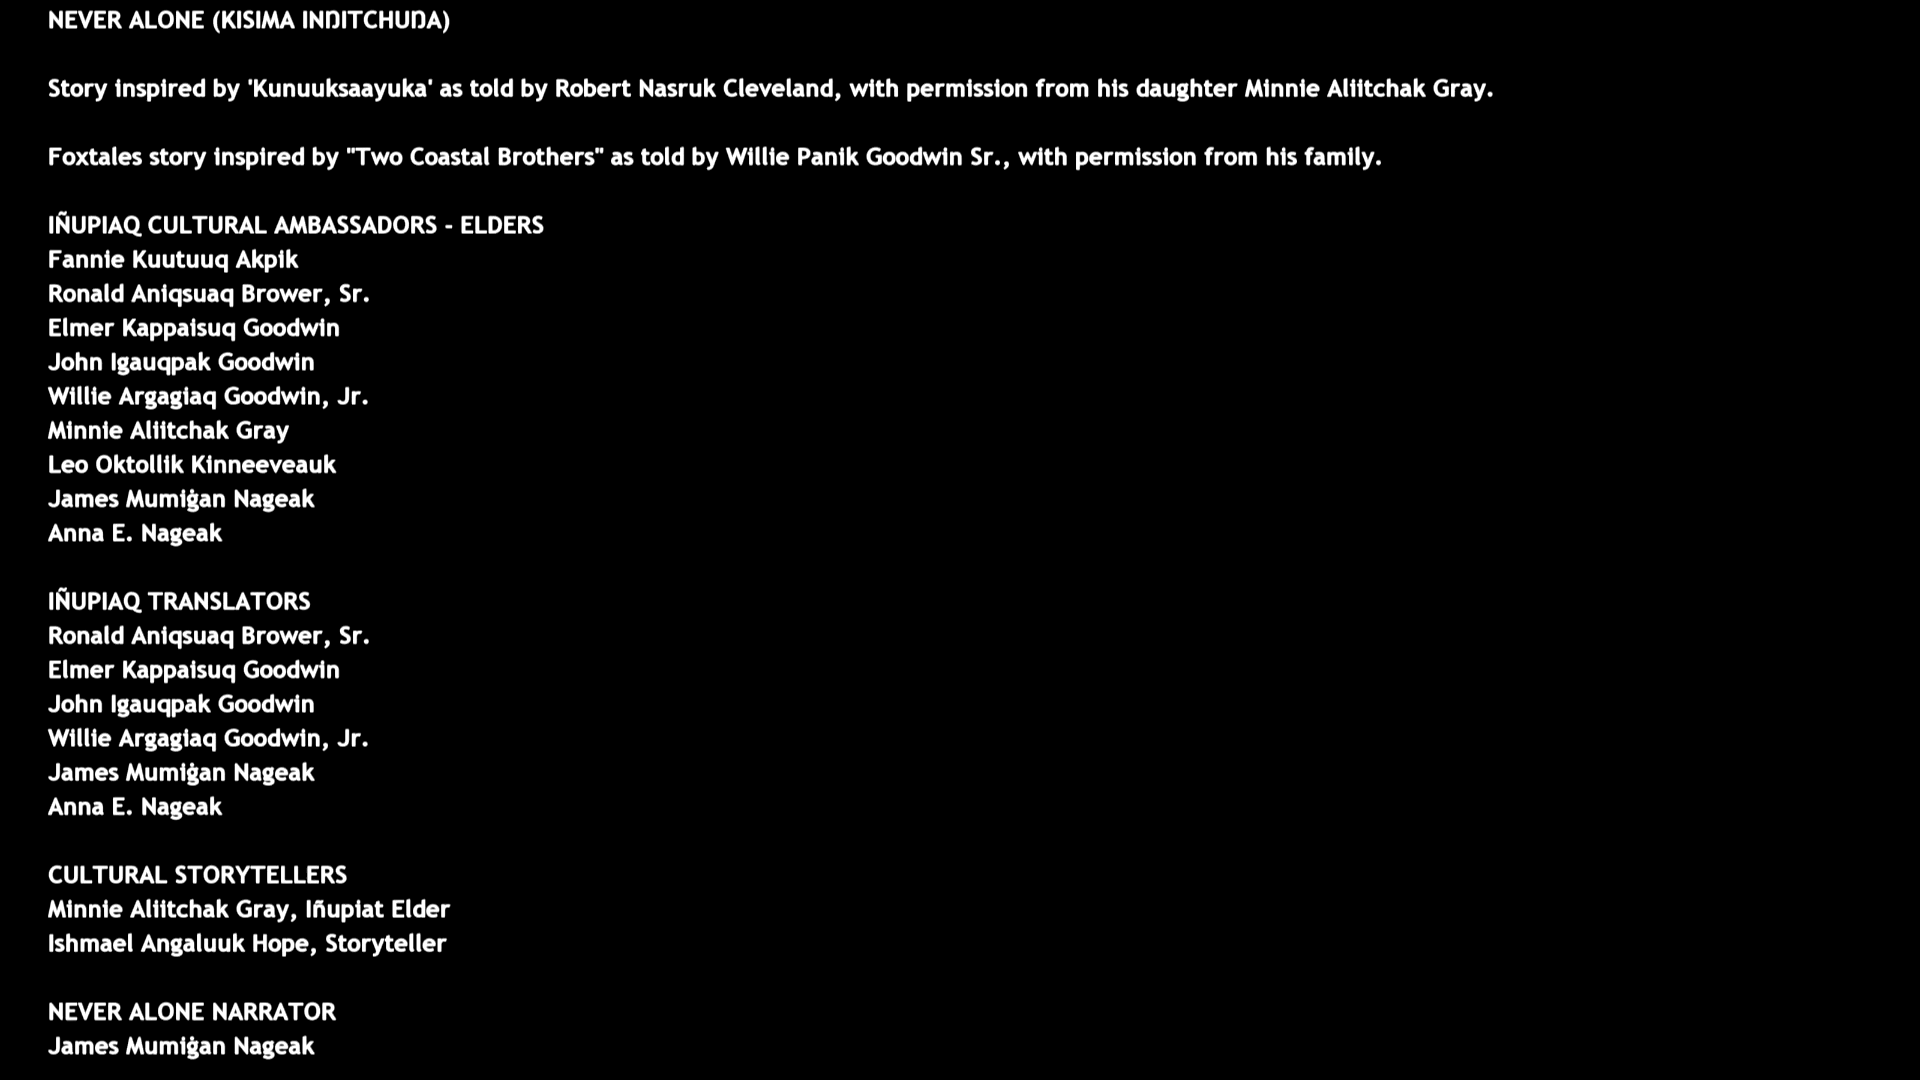 NEVER ALONE (KISIMA INŊITCHUŊA)
Story inspired by 'Kunuuksaayuka' as told by Robert Nasruk Cleveland, with permission from his daughter Minnie Aliitchak Gray.
Foxtales story inspired by "Two Coastal Brothers" as told by Willie Panik Goodwin Sr., with permission from his family.
IÑUPIAQ CULTURAL AMBASSADORS - ELDERS
Fannie Kuutuuq Akpik
Ronald Aniqsuaq Brower, Sr.
Elmer Kappaisuq Goodwin
John Igauqpak Goodwin
Willie Argagiaq Goodwin, Jr.
Minnie Aliitchak Gray
Leo Oktollik Kinneeveauk
James Mumiġan Nageak
Anna E. Nageak
IÑUPIAQ TRANSLATORS
Ronald Aniqsuaq Brower, Sr.
Elmer Kappaisuq Goodwin
John Igauqpak Goodwin
Willie Argagiaq Goodwin, Jr.
James Mumiġan Nageak
Anna E. Nageak
CULTURAL STORYTELLERS
Minnie Aliitchak Gray, Iñupiat Elder
Ishmael Angaluuk Hope, Storyteller
NEVER ALONE NARRATOR
James Mumiġan Nageak